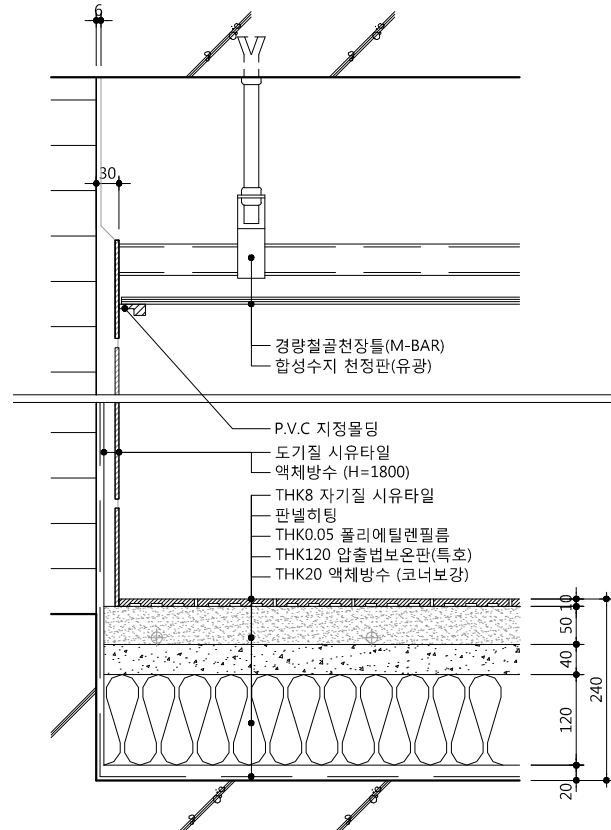 6
30
경량철골천장틀(M-BAR)
합성수지 천정판(유광)
P.V.C 지정몰딩
도기질 시유타일
액체방수 (H=1800)
THK8 자기질 시유타일
판넬히팅
THK0.05 폴리에틸렌필름
THK120 압출법보온판(특호)
THK20 액체방수 (코너보강)
10
50
40
240
120
20